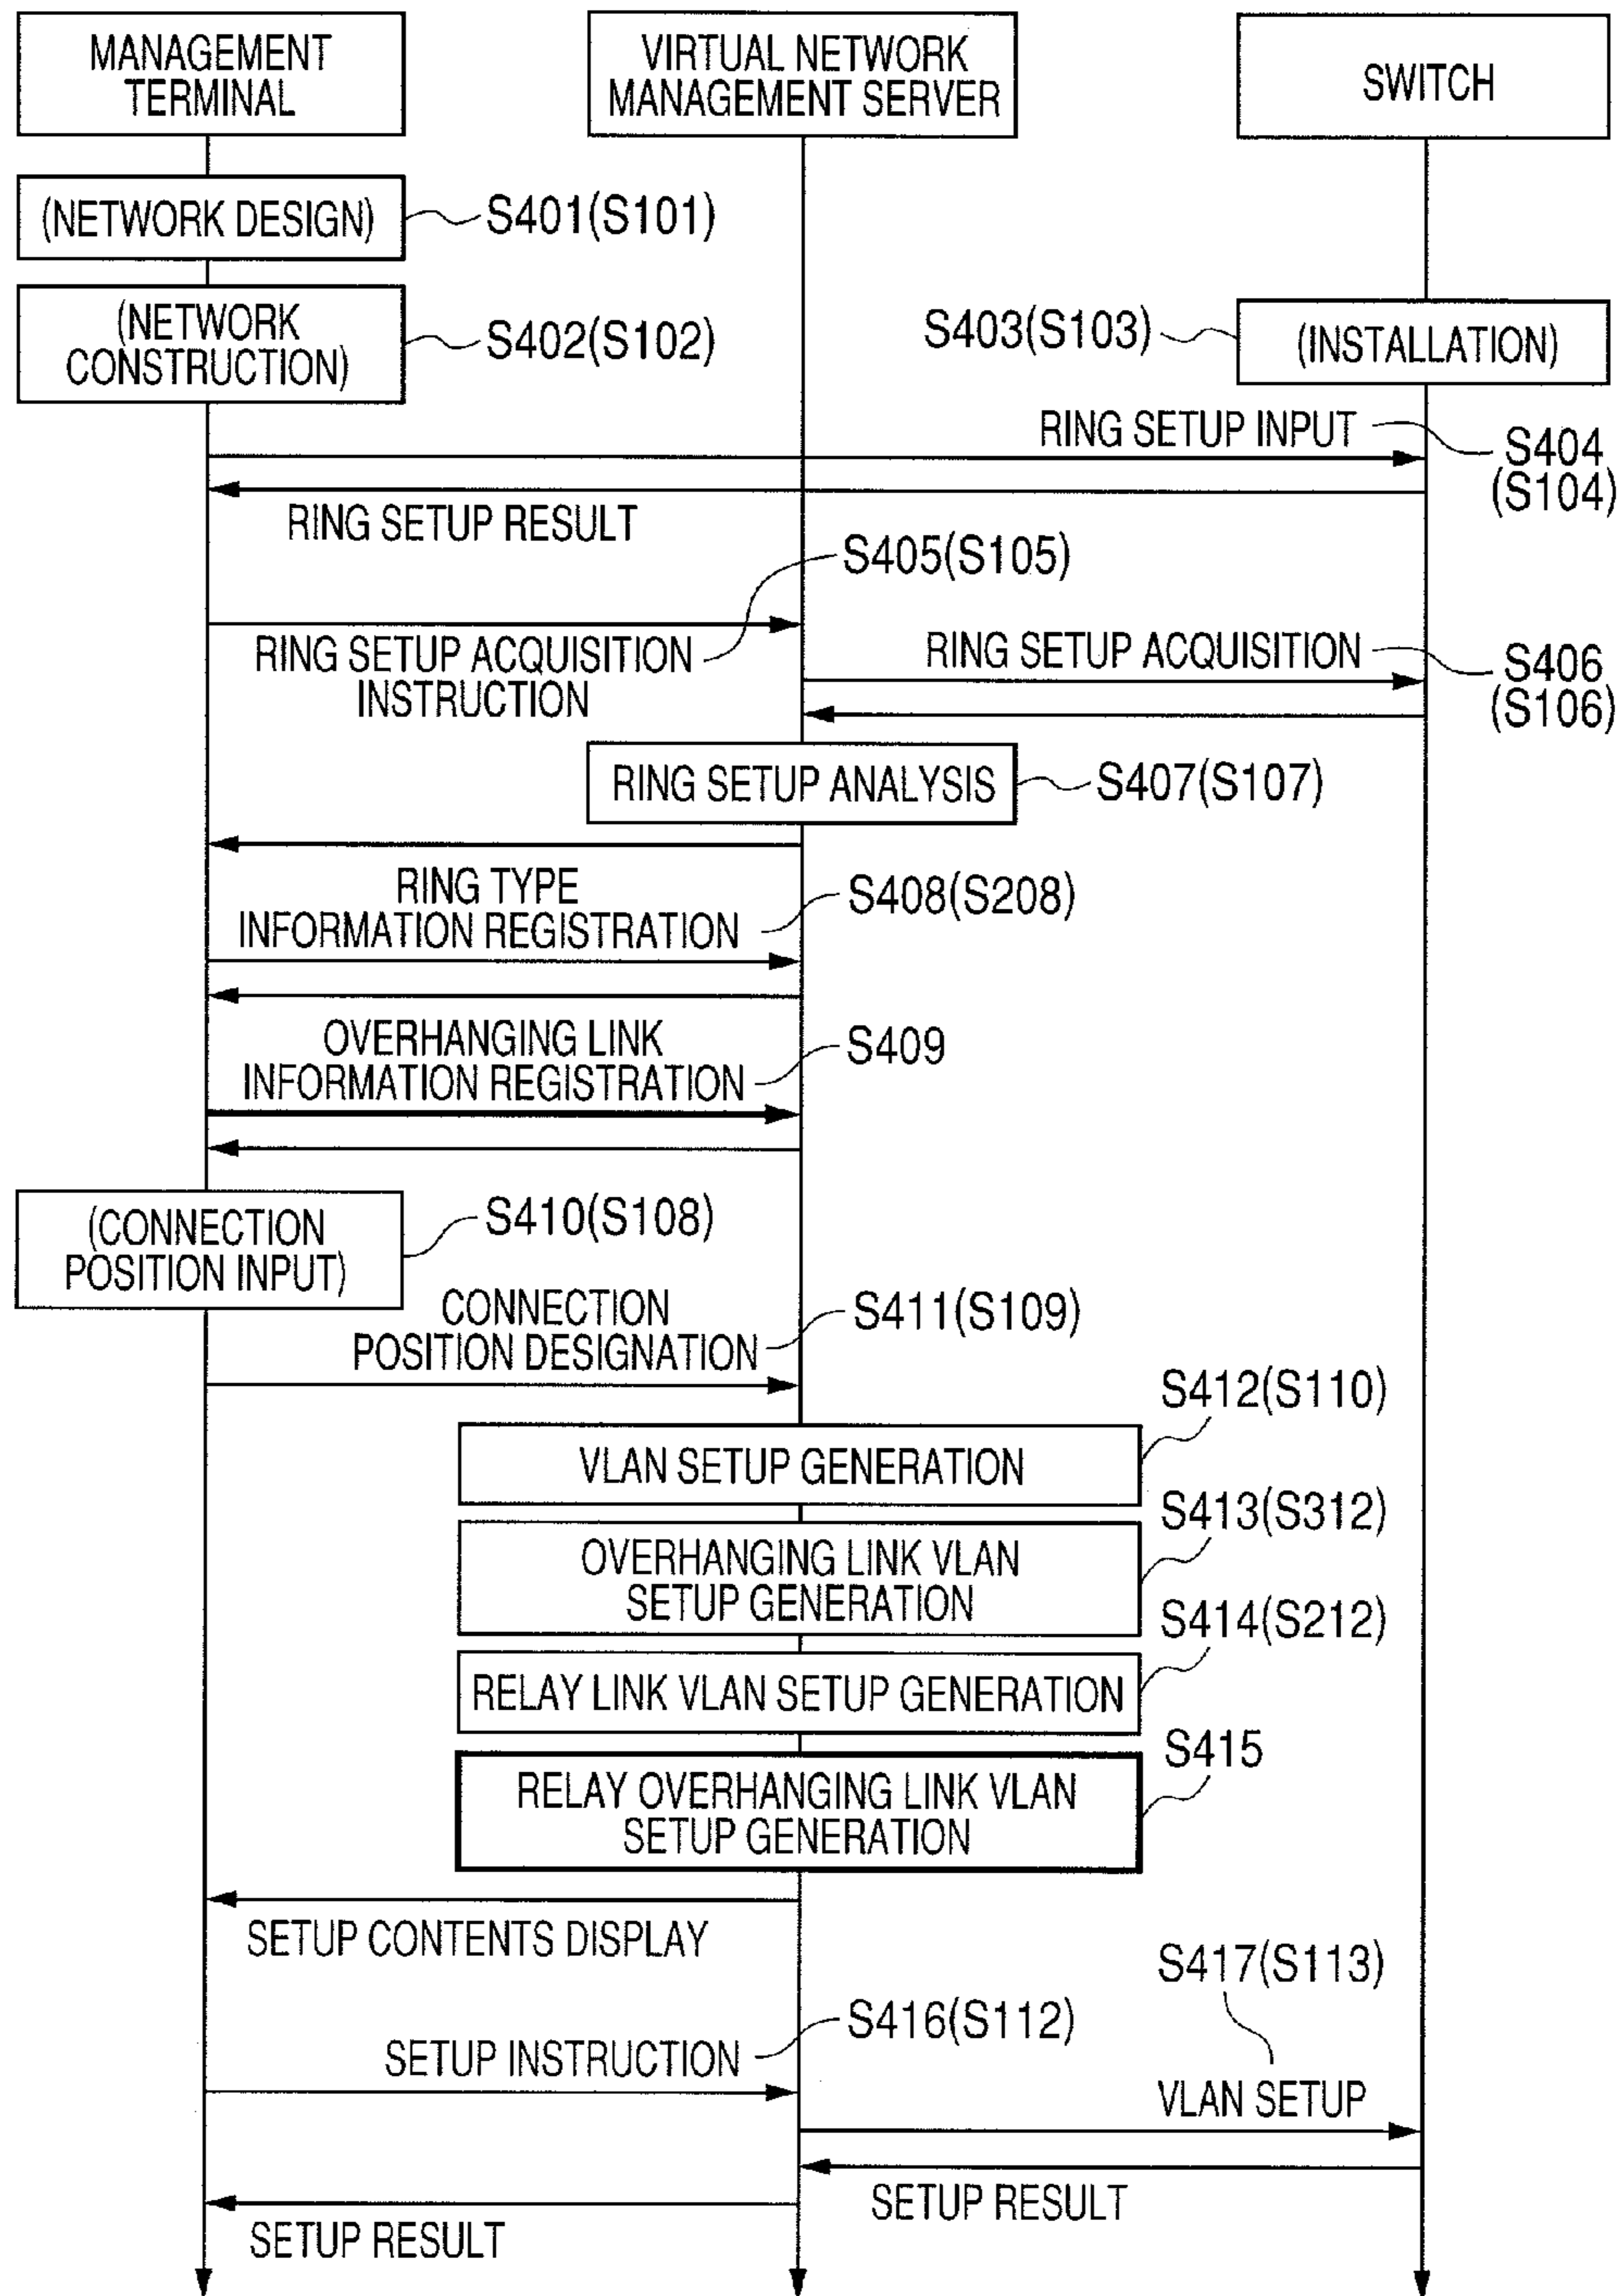 MANAGEMENT
TERMINAL
VIRTUAL NETWORK
MANAGEMENT SERVER
SWITCH
(NETWORK DESIGN)
S401(S101)
(NETWORK
CONSTRUCTION)
S402(S102)
S403(S103)
(INSTALLATION)
RING SETUP INPUT
S404
(S104)
RING SETUP RESULT
S405(S105)
RING SETUP ACQUISITION
INSTRUCTION
RING SETUP ACQUISITION
S406
(S106)
RING SETUP ANALYSIS
S407(S107)
RING TYPE
INFORMATION REGISTRATION
S408(S208)
OVERHANGING LINK
INFORMATION REGISTRATION
S409
(CONNECTION
POSITION INPUT)
S410(S108)
CONNECTION
POSITION DESIGNATION
S411(S109)
S412(S110)
VLAN SETUP GENERATION
S413(S312)
OVERHANGING LINK VLAN
SETUP GENERATION
S414(S212)
RELAY LINK VLAN SETUP GENERATION
S415
RELAY OVERHANGING LINK VLAN
SETUP GENERATION
SETUP CONTENTS DISPLAY
S417(S113)
S416(S112)
SETUP INSTRUCTION
VLAN SETUP
SETUP RESULT
SETUP RESULT